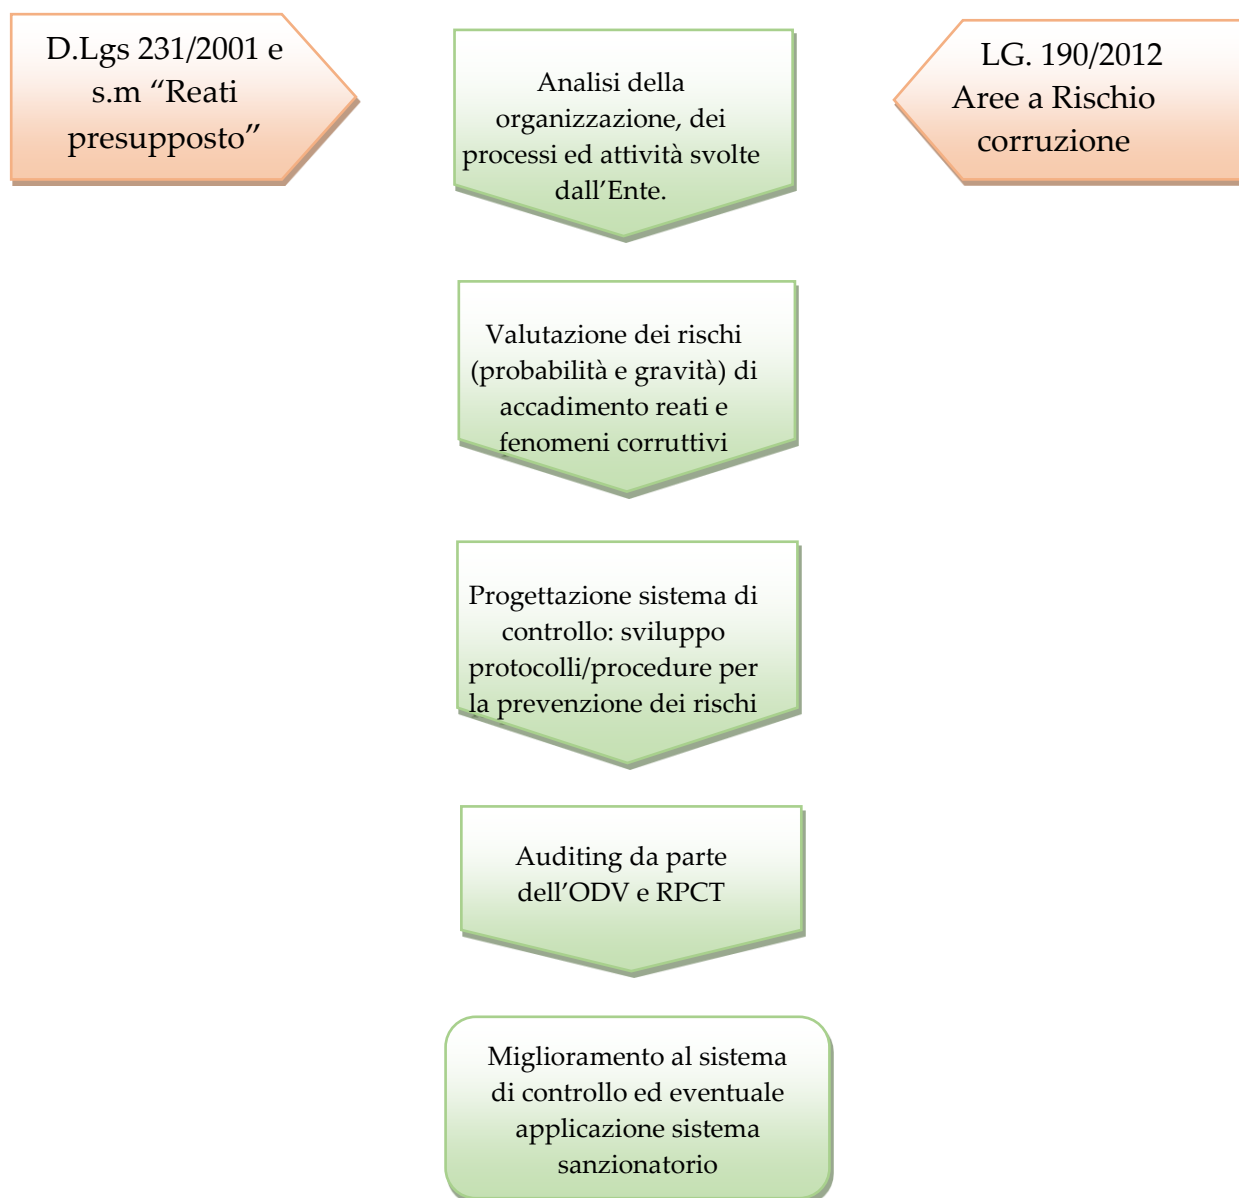 D.Lgs 231/2001 e
s.m “Reati
presupposto”
Analisi della
organizzazione, dei
processi ed attività svolte
dall’Ente.
LG. 190/2012
Aree a Rischio
corruzione
Valutazione dei rischi
(probabilità e gravità) di
accadimento reati e
fenomeni corruttivi
Progettazione sistema di
controllo: sviluppo
protocolli/procedure per
la prevenzione dei rischi
Auditing da parte
dell’ODV e RPCT
Miglioramento al sistema
di controllo ed eventuale
applicazione sistema
sanzionatorio